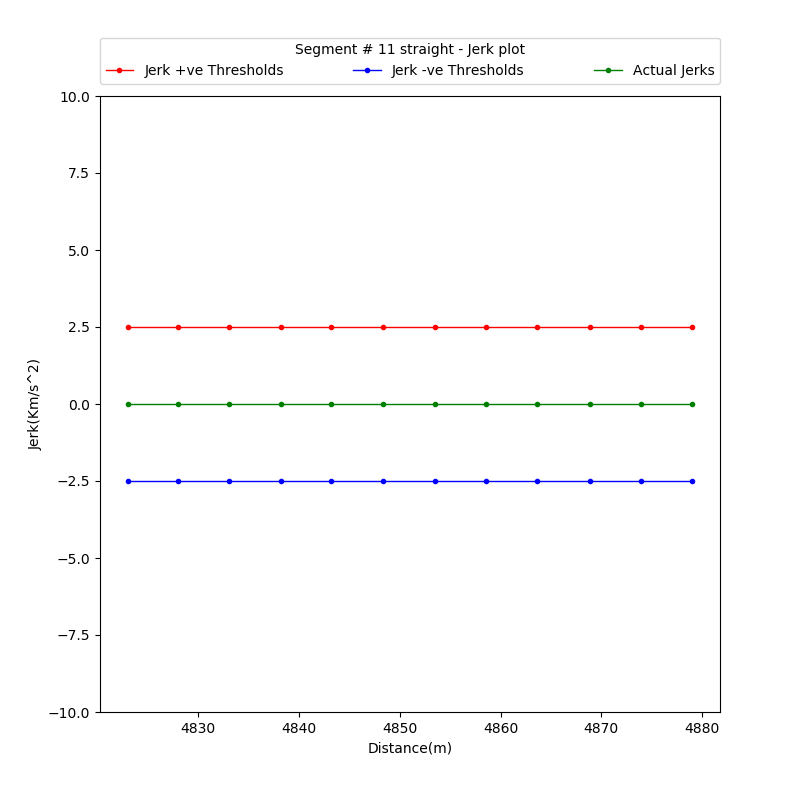 Segment # 11 straight - Jerk plot
Jerk +ve Thresholds Jerk -ve Thresholds Actual Jerks
10.0
7.5
5.0
2.5
0.0
−2.5
−5.0
−7.5
−10.0
Jerk(Km/s^2)
4830 4840 4850 4860 4870 4880
Distance(m)